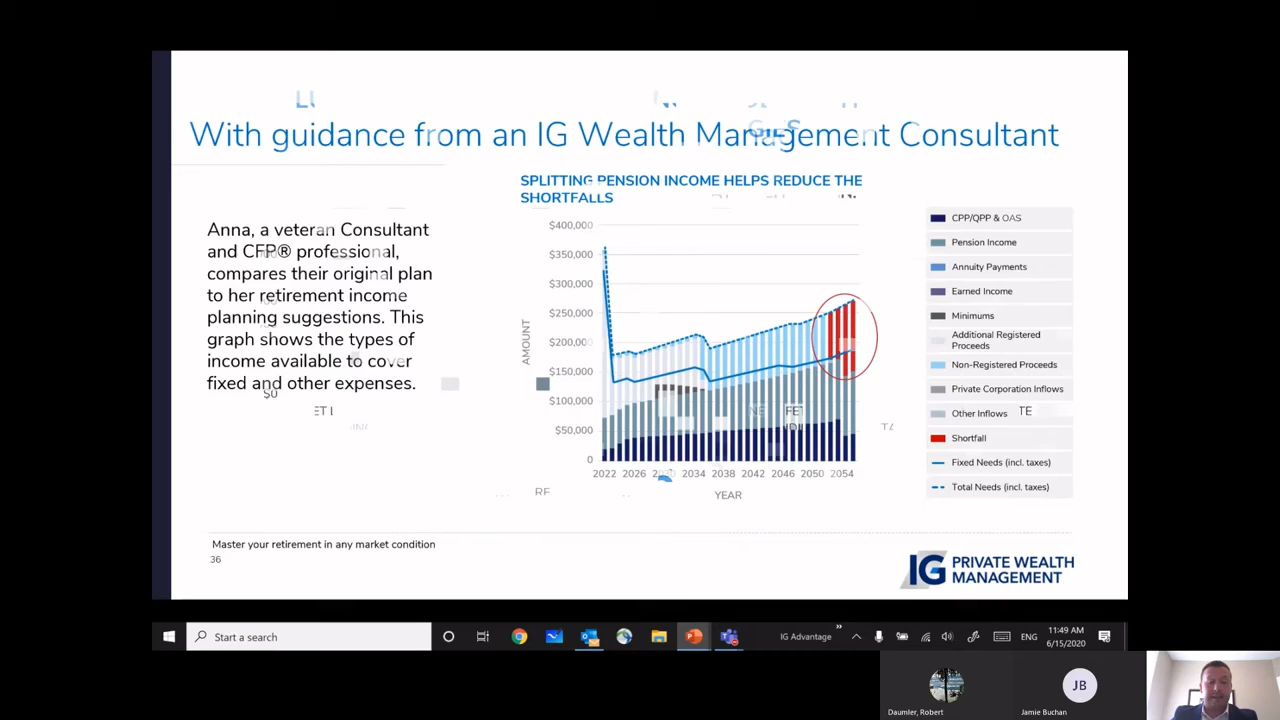 With guidance from an IG Wealth Management Consultant
SPLITTING PENSION INCOME HELPS REDUCE THE
SHORTFALLS
Anna, a veteran Consultant
and CFP® professional,
compares their original plan
to her retirement income
planning suggestions. This
graph shows the types of
income available to cover
fixed and other expenses.
$0
AMOUNT
$400,000
$350,000
$300,000
$250,000
$200,000
$150,000
$100,000
$50,000
0
2022 2026 2030 2034 2038 2042 2046 2050 2054
YEAR
CPP/QPP & OAS
Pension Income
Annuity Payments
Earned Income
Minimums
Additional Registered
Proceeds
Non-Registered Proceeds
Private Corporation Inflows
Other Inflows
TE
Shortfall
Fixed Needs (incl. taxes)
Total Needs (incl. taxes)
RE
Master your retirement in any market condition
36
IG PRIVATE WEALTH
MANAGEMENT
Start a search
IG Advantage
ENG
11:49 AM
6/15/2020
Daumler, Robert
JB
Jamie Buchan